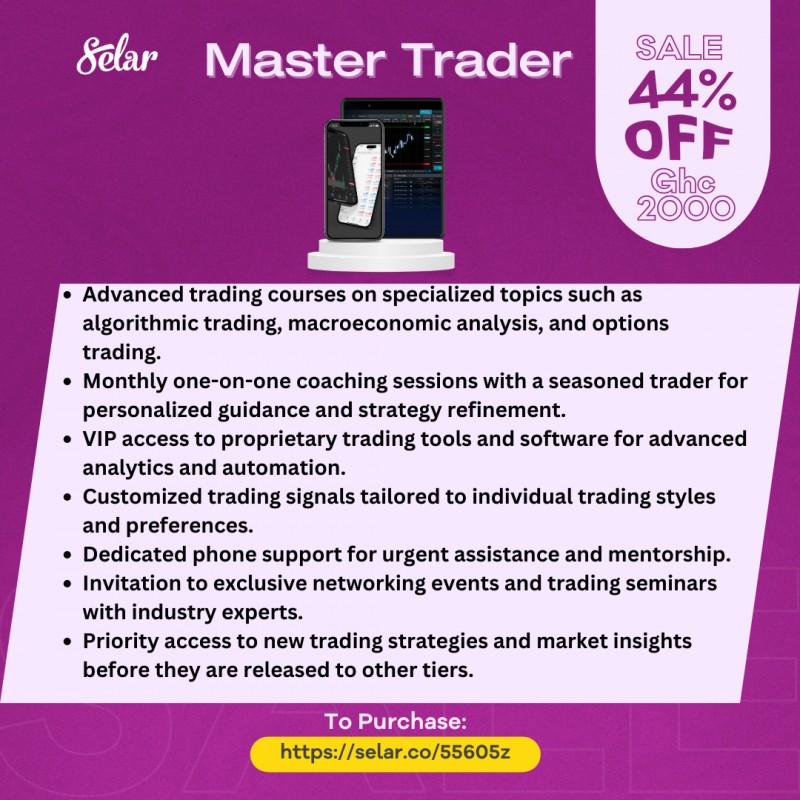 Selar
Master Trader
SALE
44%
OFF
Ghc
2000
• Advanced trading courses on specialized topics such as
algorithmic trading, macroeconomic analysis, and options
trading.
• Monthly one-on-one coaching sessions with a seasoned trader for
personalized guidance and strategy refinement.
• VIP access to proprietary trading tools and software for advanced
analytics and automation.
• Customized trading signals tailored to individual trading styles
and preferences.
• Dedicated phone support for urgent assistance and mentorship.
• Invitation to exclusive networking events and trading seminars
with industry experts.
• Priority access to new trading strategies and market insights
before they are released to other tiers.
SALE
To Purchase:
https://selar.co/55605z